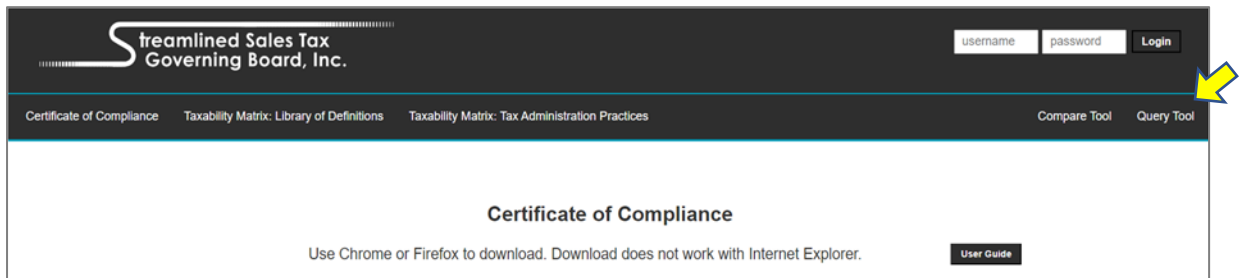 Streamlined Sales Tax
Governing Board, Inc.
username password Login
Certificate of Compliance Taxability Matrix: Library of Definitions Taxability Matrix: Tax Administration Practices Compare Tool Query Tool
Certificate of Compliance
Use Chrome or Firefox to download. Download does not work with Internet Explorer. User Guide